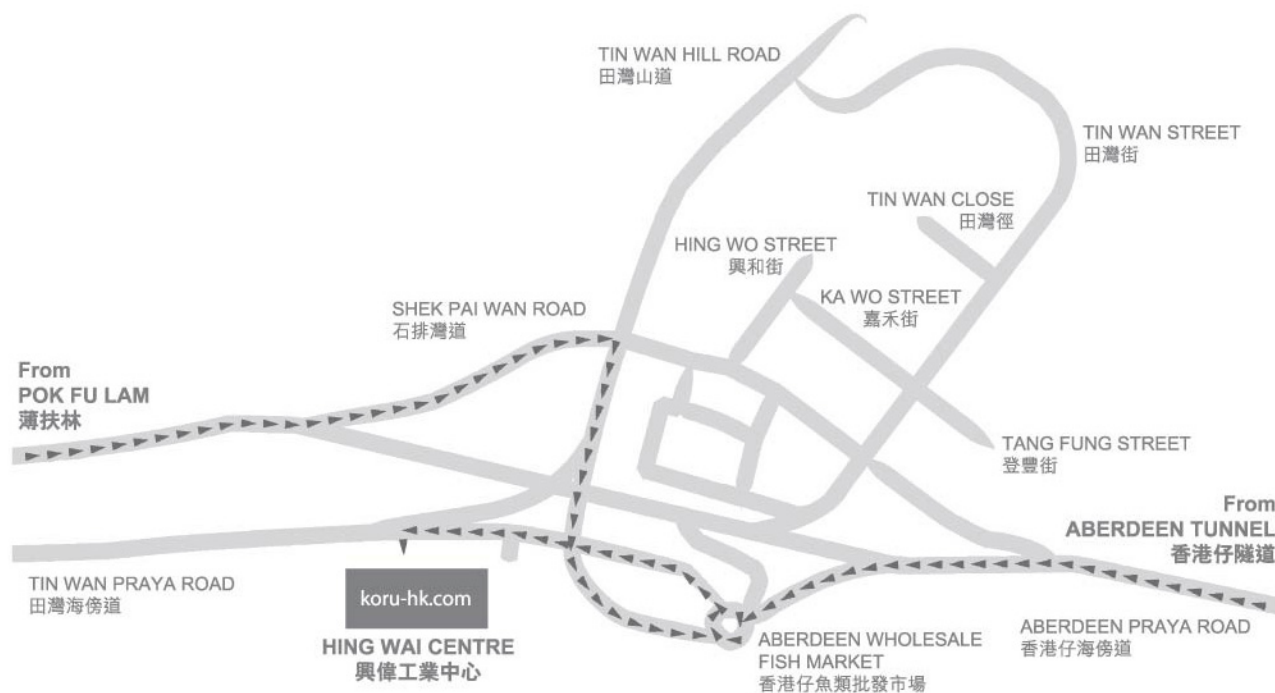 TIN WAN HILL ROAD
田灣山道
TIN WAN STREET
田灣街
TIN WAN CLOSE
田灣徑
HING WO STREET
興和街
KA WO STREET
嘉禾街
SHEK PAI WAN ROAD
石排灣道
From
POK FU LAM
薄扶林
TANG FUNG STREET
登豐街
From
ABERDEEN TUNNEL
香港仔隧道
TIN WAN PRAYA ROAD
田灣海傍道
koru-hk.com
HING WAI CENTRE
興偉工業中心
ABERDEEN WHOLESALE
FISH MARKET
香港仔魚類批發市場
ABERDEEN PRAYA ROAD
香港仔海傍道